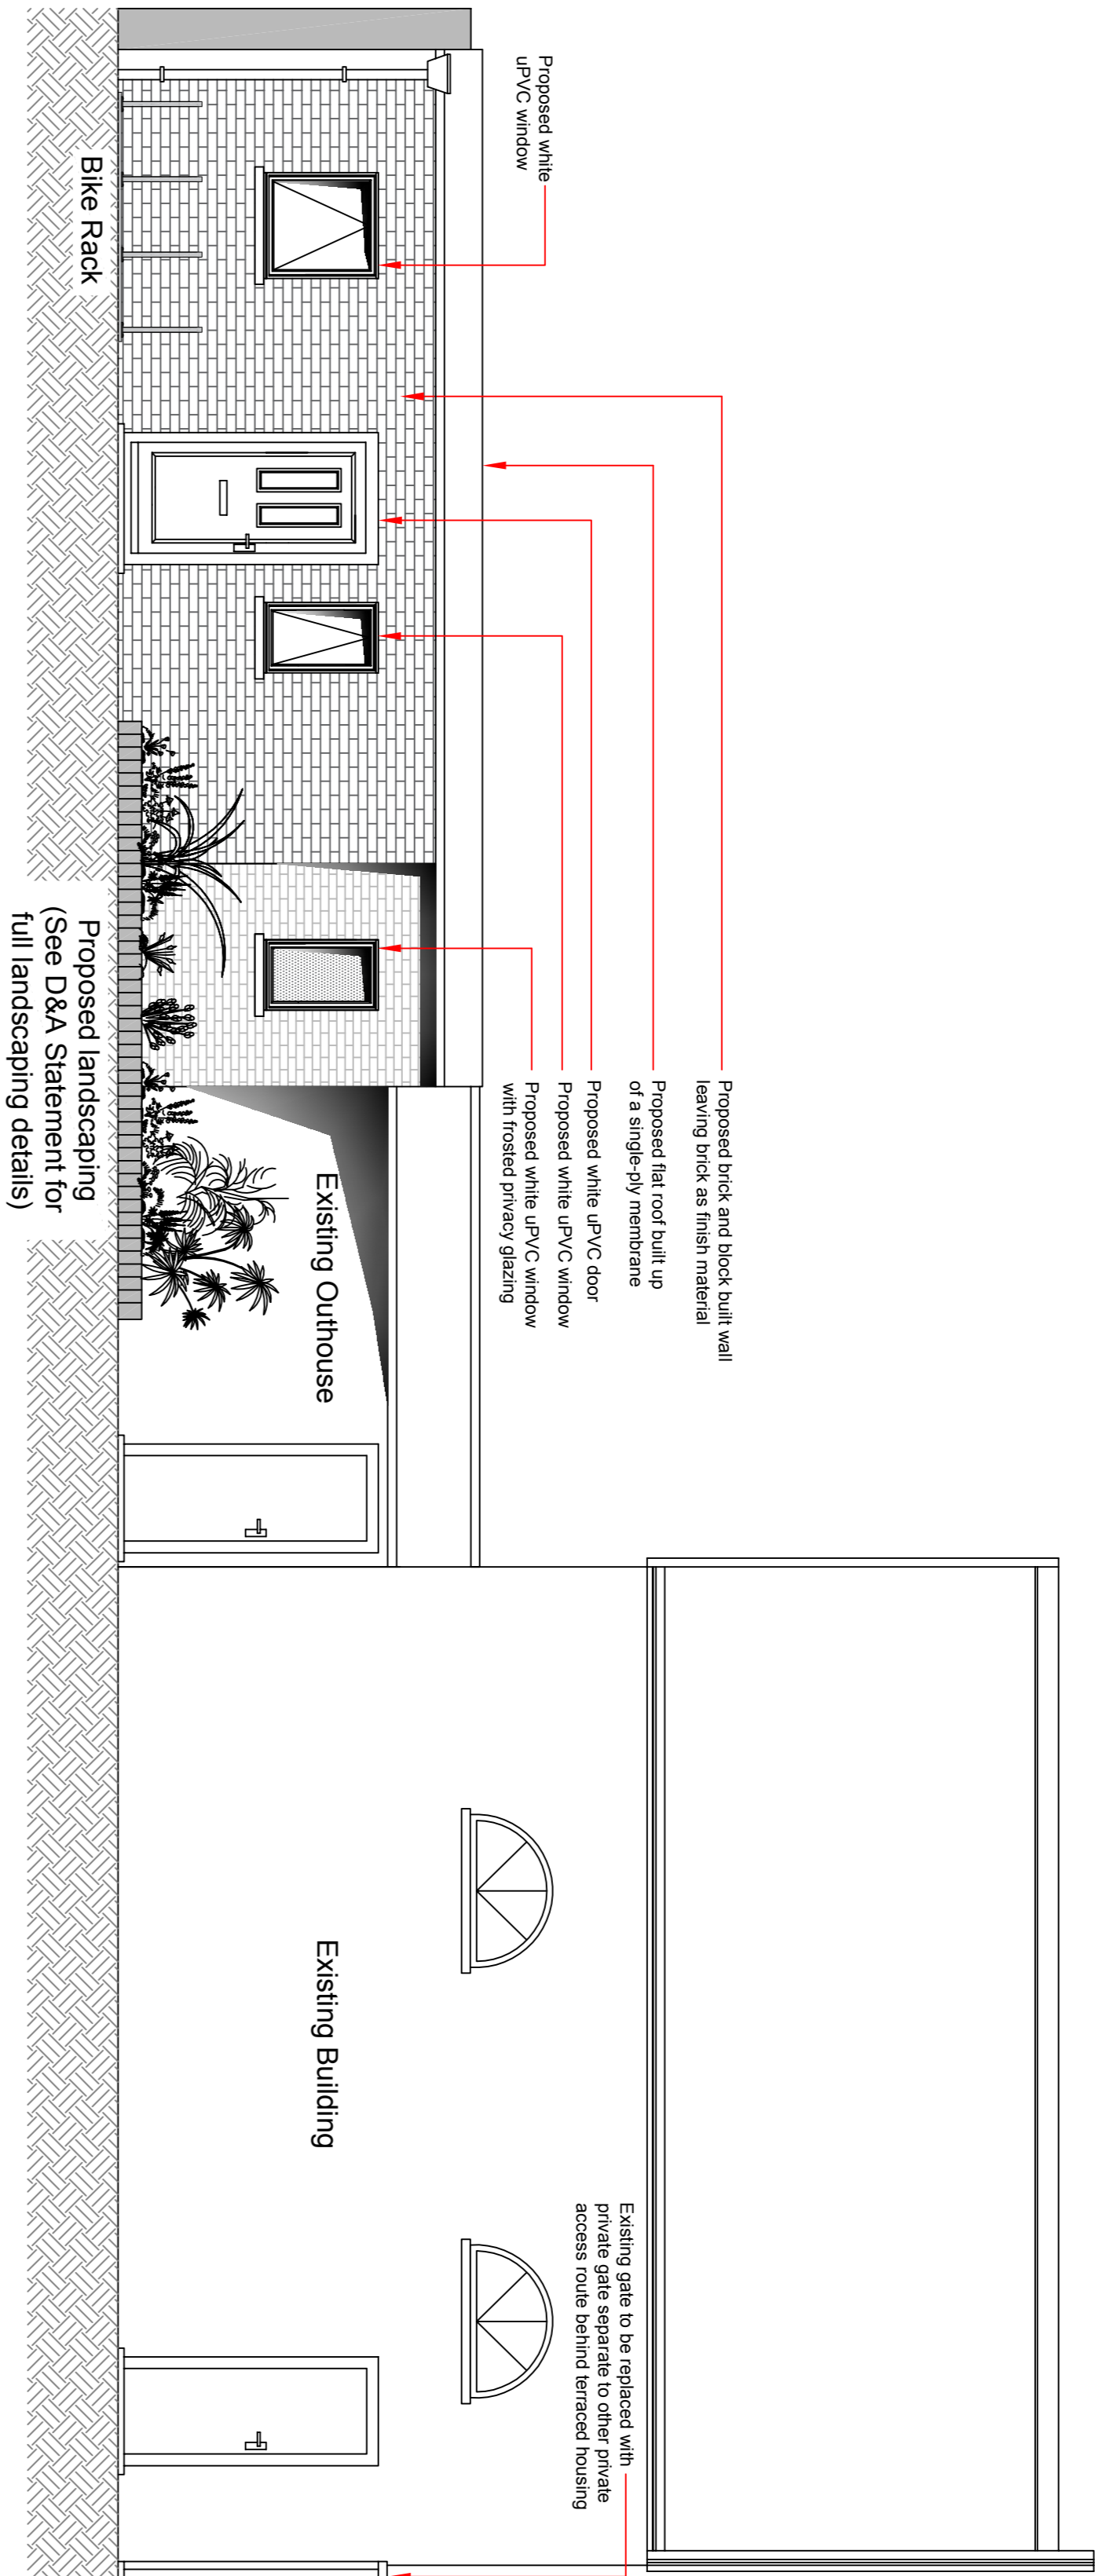 Proposed white
uPVC window
Proposed brick and block built wall
leaving brick as finish material
Proposed flat roof built up
of a single-ply membrane
Proposed white uPVC door
Proposed white uPVC window
Proposed white uPVC window
with frosted privacy glazing
Existing gate to be replaced with
private gate separate to other private
access route behind terraced housing
Existing Outhouse
Existing Building
Bike Rack
Proposed landscaping
(See D&A Statement for
full landscaping details)